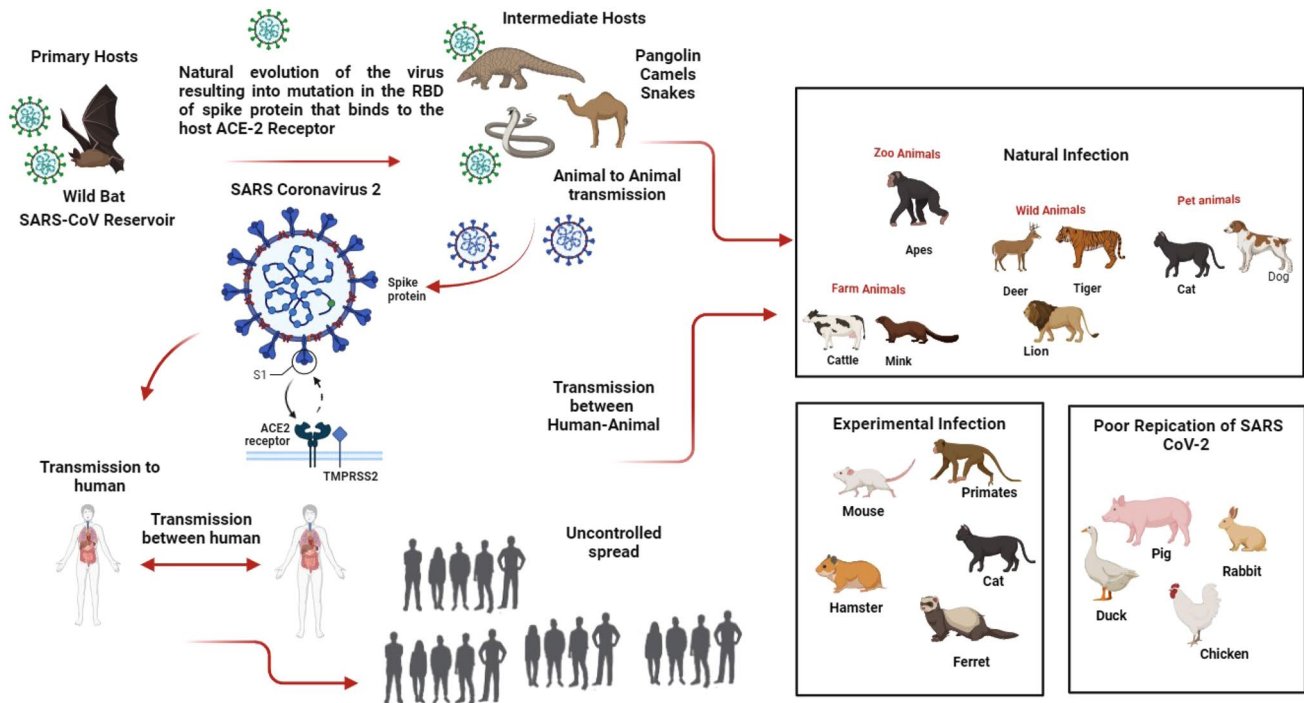 Primary Hosts
Wild Bat
SARS-CoV Reservoir
Natural evolution of the virus
resulting into mutation in the RBD
of spike protein that binds to the
host ACE-2 Receptor
Intermediate Hosts
Pangolin
Camels
Snakes
Animal to Animal
transmission
SARS Coronavirus 2
Spike
protein
S1
ACE2
receptor
TMPRSS2
Transmission to
human
Transmission
between human
Uncontrolled
spread
Transmission
between
Human-Animal
Natural Infection
Zoo Animals
Apes
Wild Animals
Deer
Tiger
Lion
Pet animals
Cat
Dog
Farm Animals
Cattle
Mink
Experimental Infection
Mouse
Primates
Cat
Hamster
Ferret
Poor Repication of SARS
CoV-2
Pig
Rabbit
Duck
Chicken